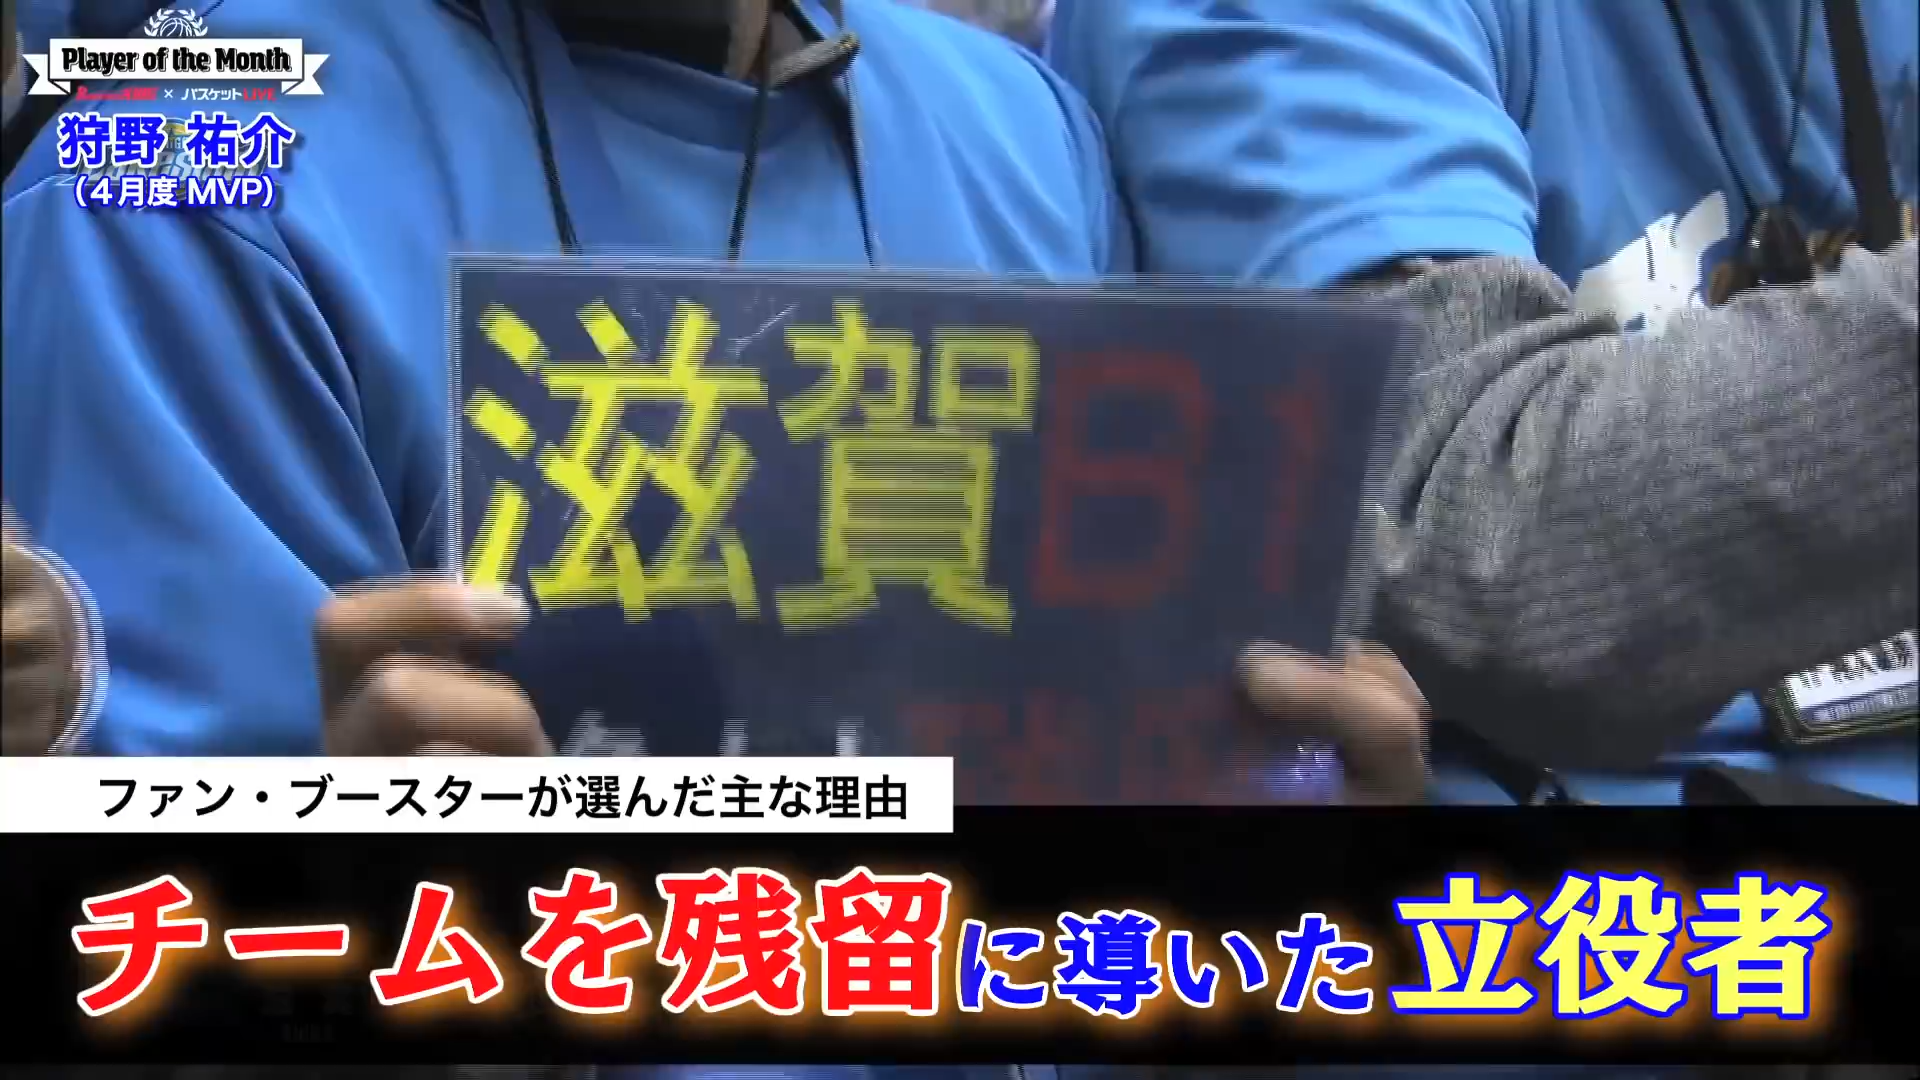 Player of the Month
× バスケットLIVE
狩野 祐介
(4月度 MVP)
滋賀B1
ファン・ブースターが選んだ主な理由
チームを残留に導いた立役者